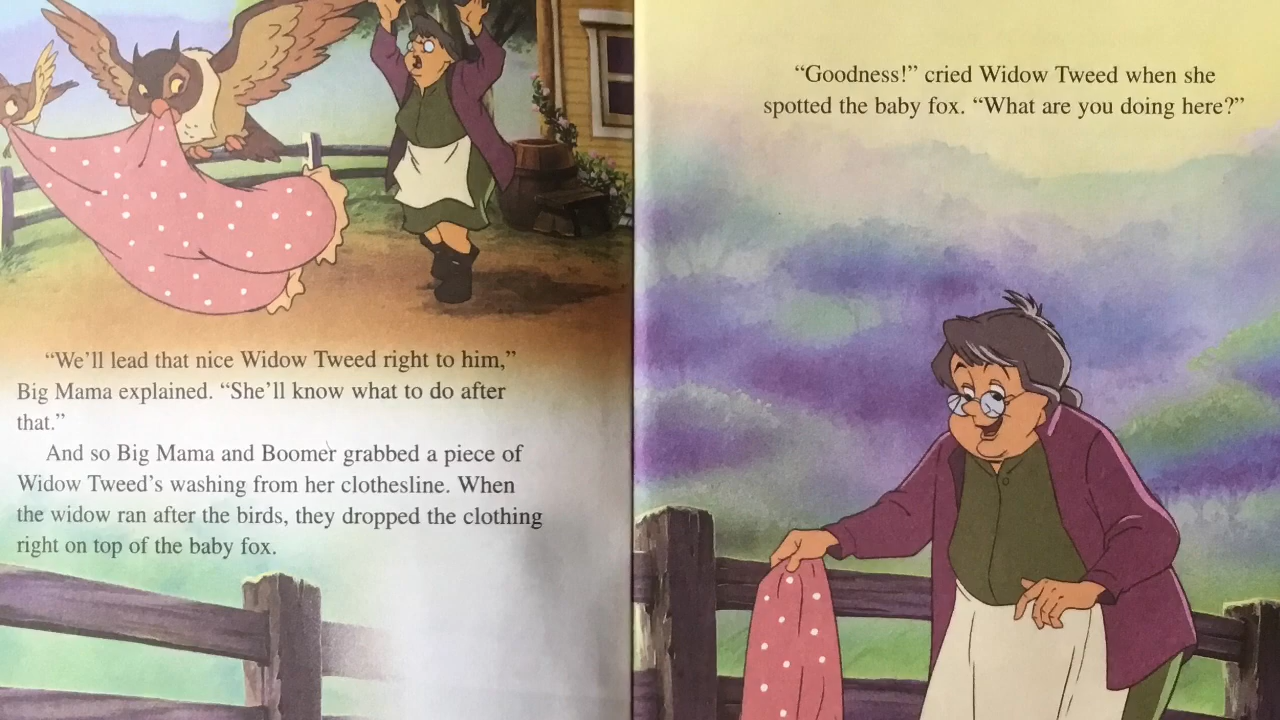 “We’ll lead that nice Widow Tweed right to him,”
Big Mama explained. “She’ll know what to do after
that.”
And so Big Mama and Boomer grabbed a piece of
Widow Tweed’s washing from her clothesline. When
the widow ran after the birds, they dropped the clothing
right on top of the baby fox.
“Goodness!” cried Widow Tweed when she
spotted the baby fox. “What are you doing here?”